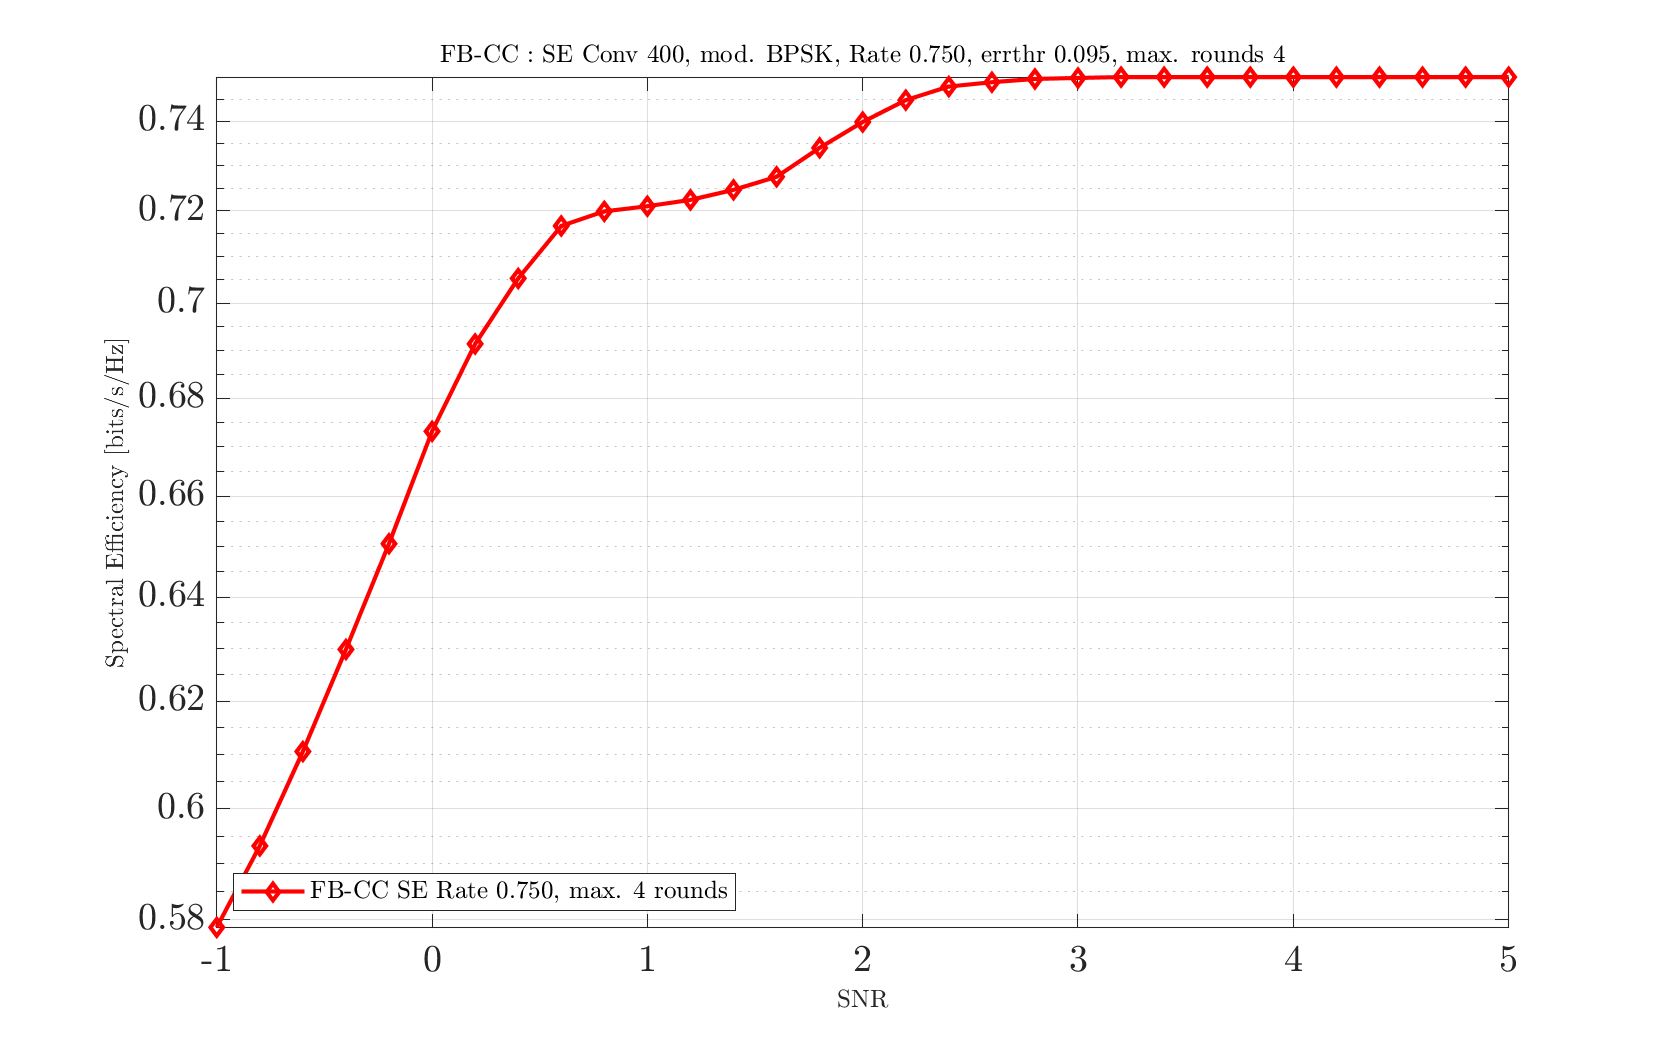 FB-CC : SE Conv 400, mod. BPSK, Rate 0.750, errthr 0.095, max. rounds 4
Spectral Efficiency [bits/s/Hz]
0.74
0.72
0.7
0.68
0.66
0.64
0.62
0.6
0.58
FB-CC SE Rate 0.750, max. 4 rounds
-1 0 1 2 3 4 5
SNR